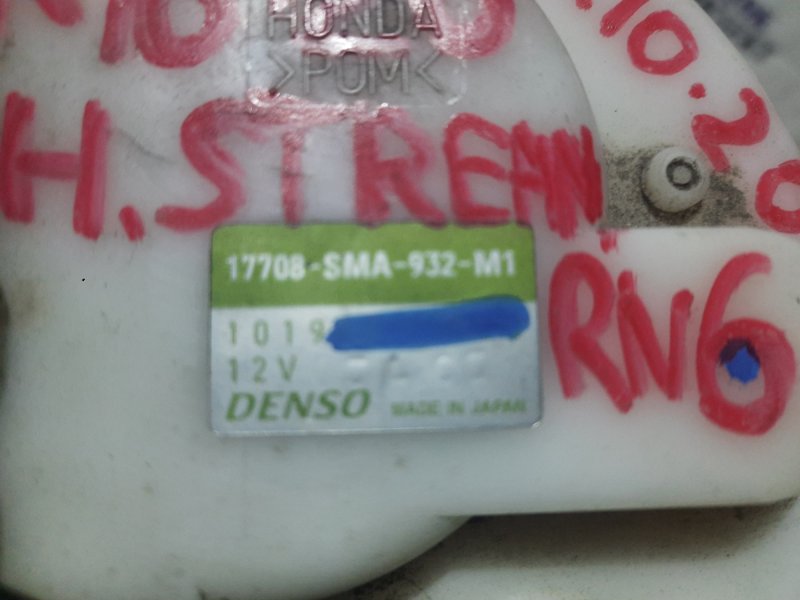 HONDA
>POM<
H.STREAM
17708-SMA-932-M1
1019
12V
DENSO MADE IN JAPAN
RN6